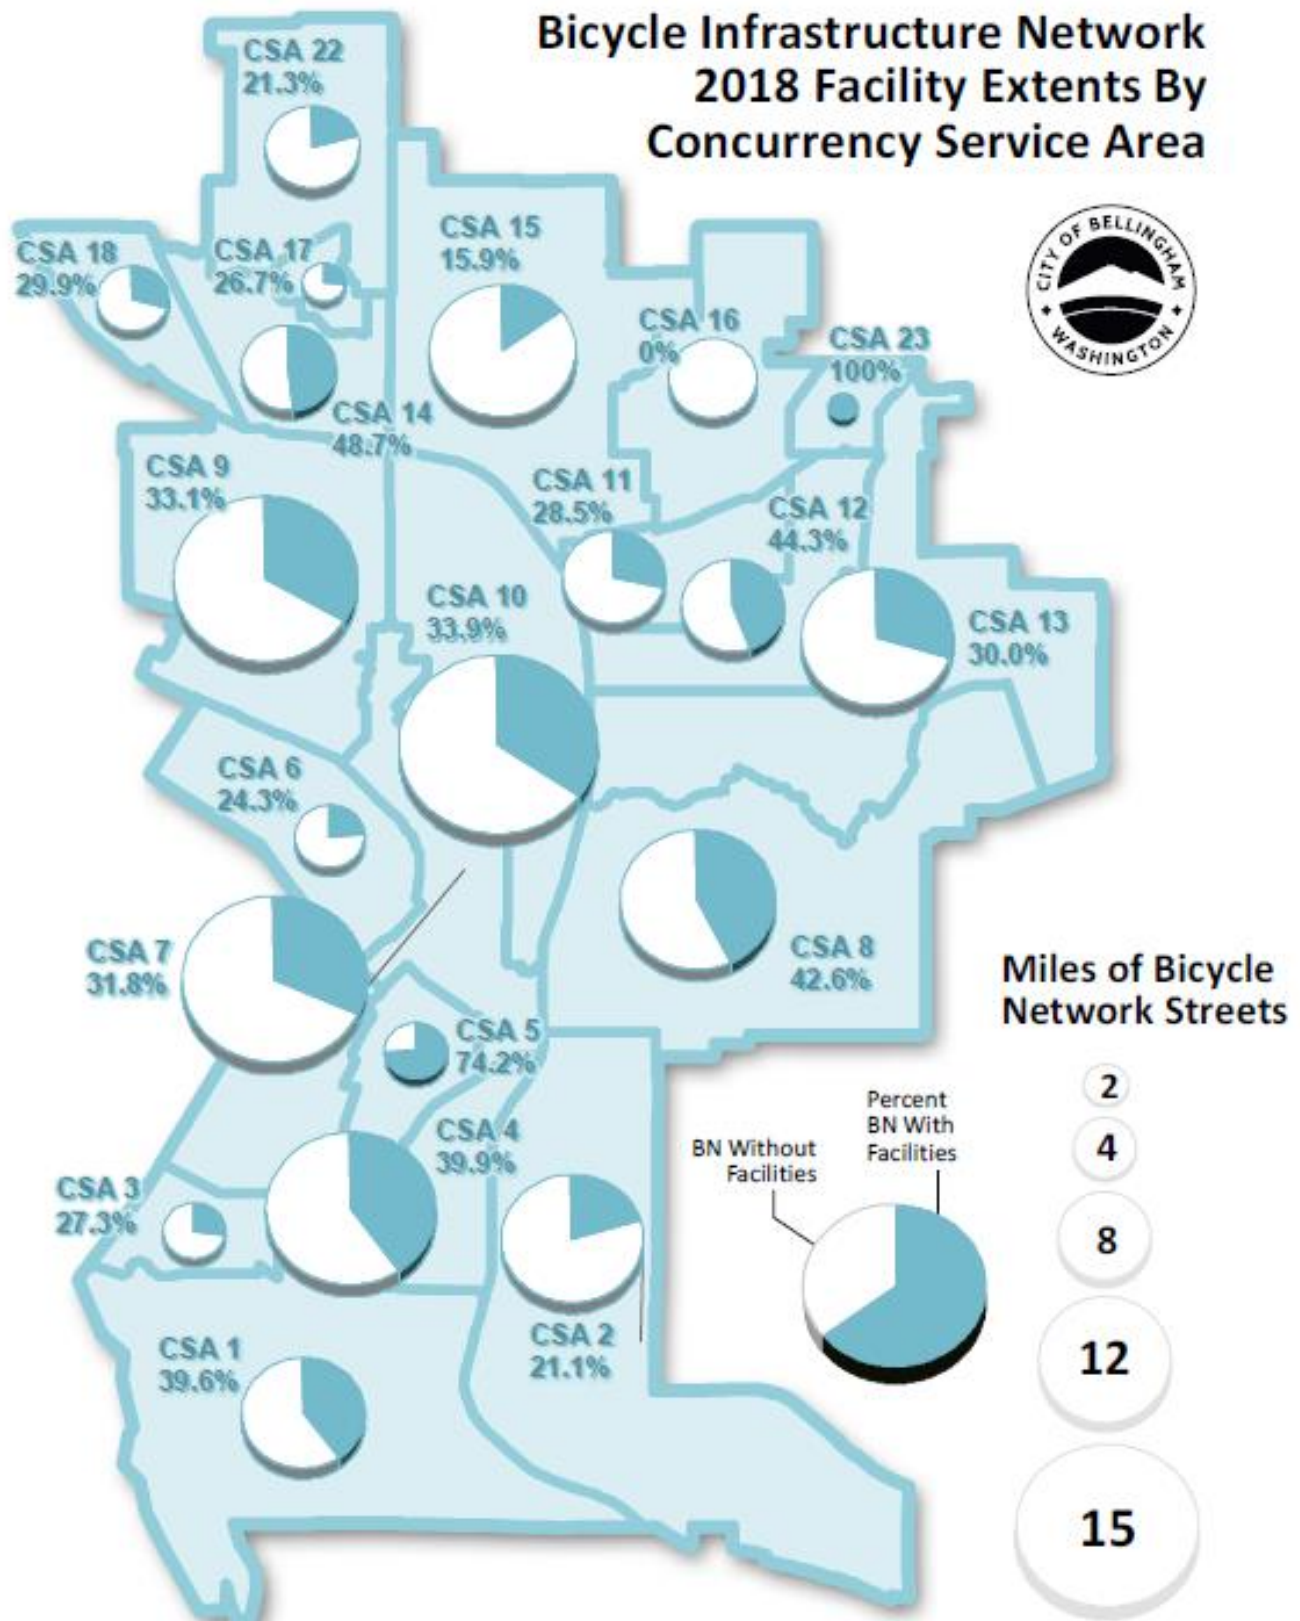 Bicycle Infrastructure Network
2018 Facility Extents By
Concurrency Service Area
CITY OF BELLINGHAM
WASHINGTON
CSA 22
21.3%
CSA 18
29.9%
CSA 17
26.7%
CSA 15
15.9%
CSA 16
0%
CSA 23
100%
CSA 14
48.7%
CSA 9
33.1%
CSA 11
28.5%
CSA 12
44.3%
CSA 10
33.9%
CSA 13
30.0%
CSA 6
24.3%
CSA 7
31.8%
CSA 8
42.6%
CSA 5
74.2%
CSA 4
39.9%
CSA 3
27.3%
CSA 2
21.1%
CSA 1
39.6%
Miles of Bicycle
Network Streets
2
4
8
12
15
BN Without
Facilities
Percent
BN With
Facilities